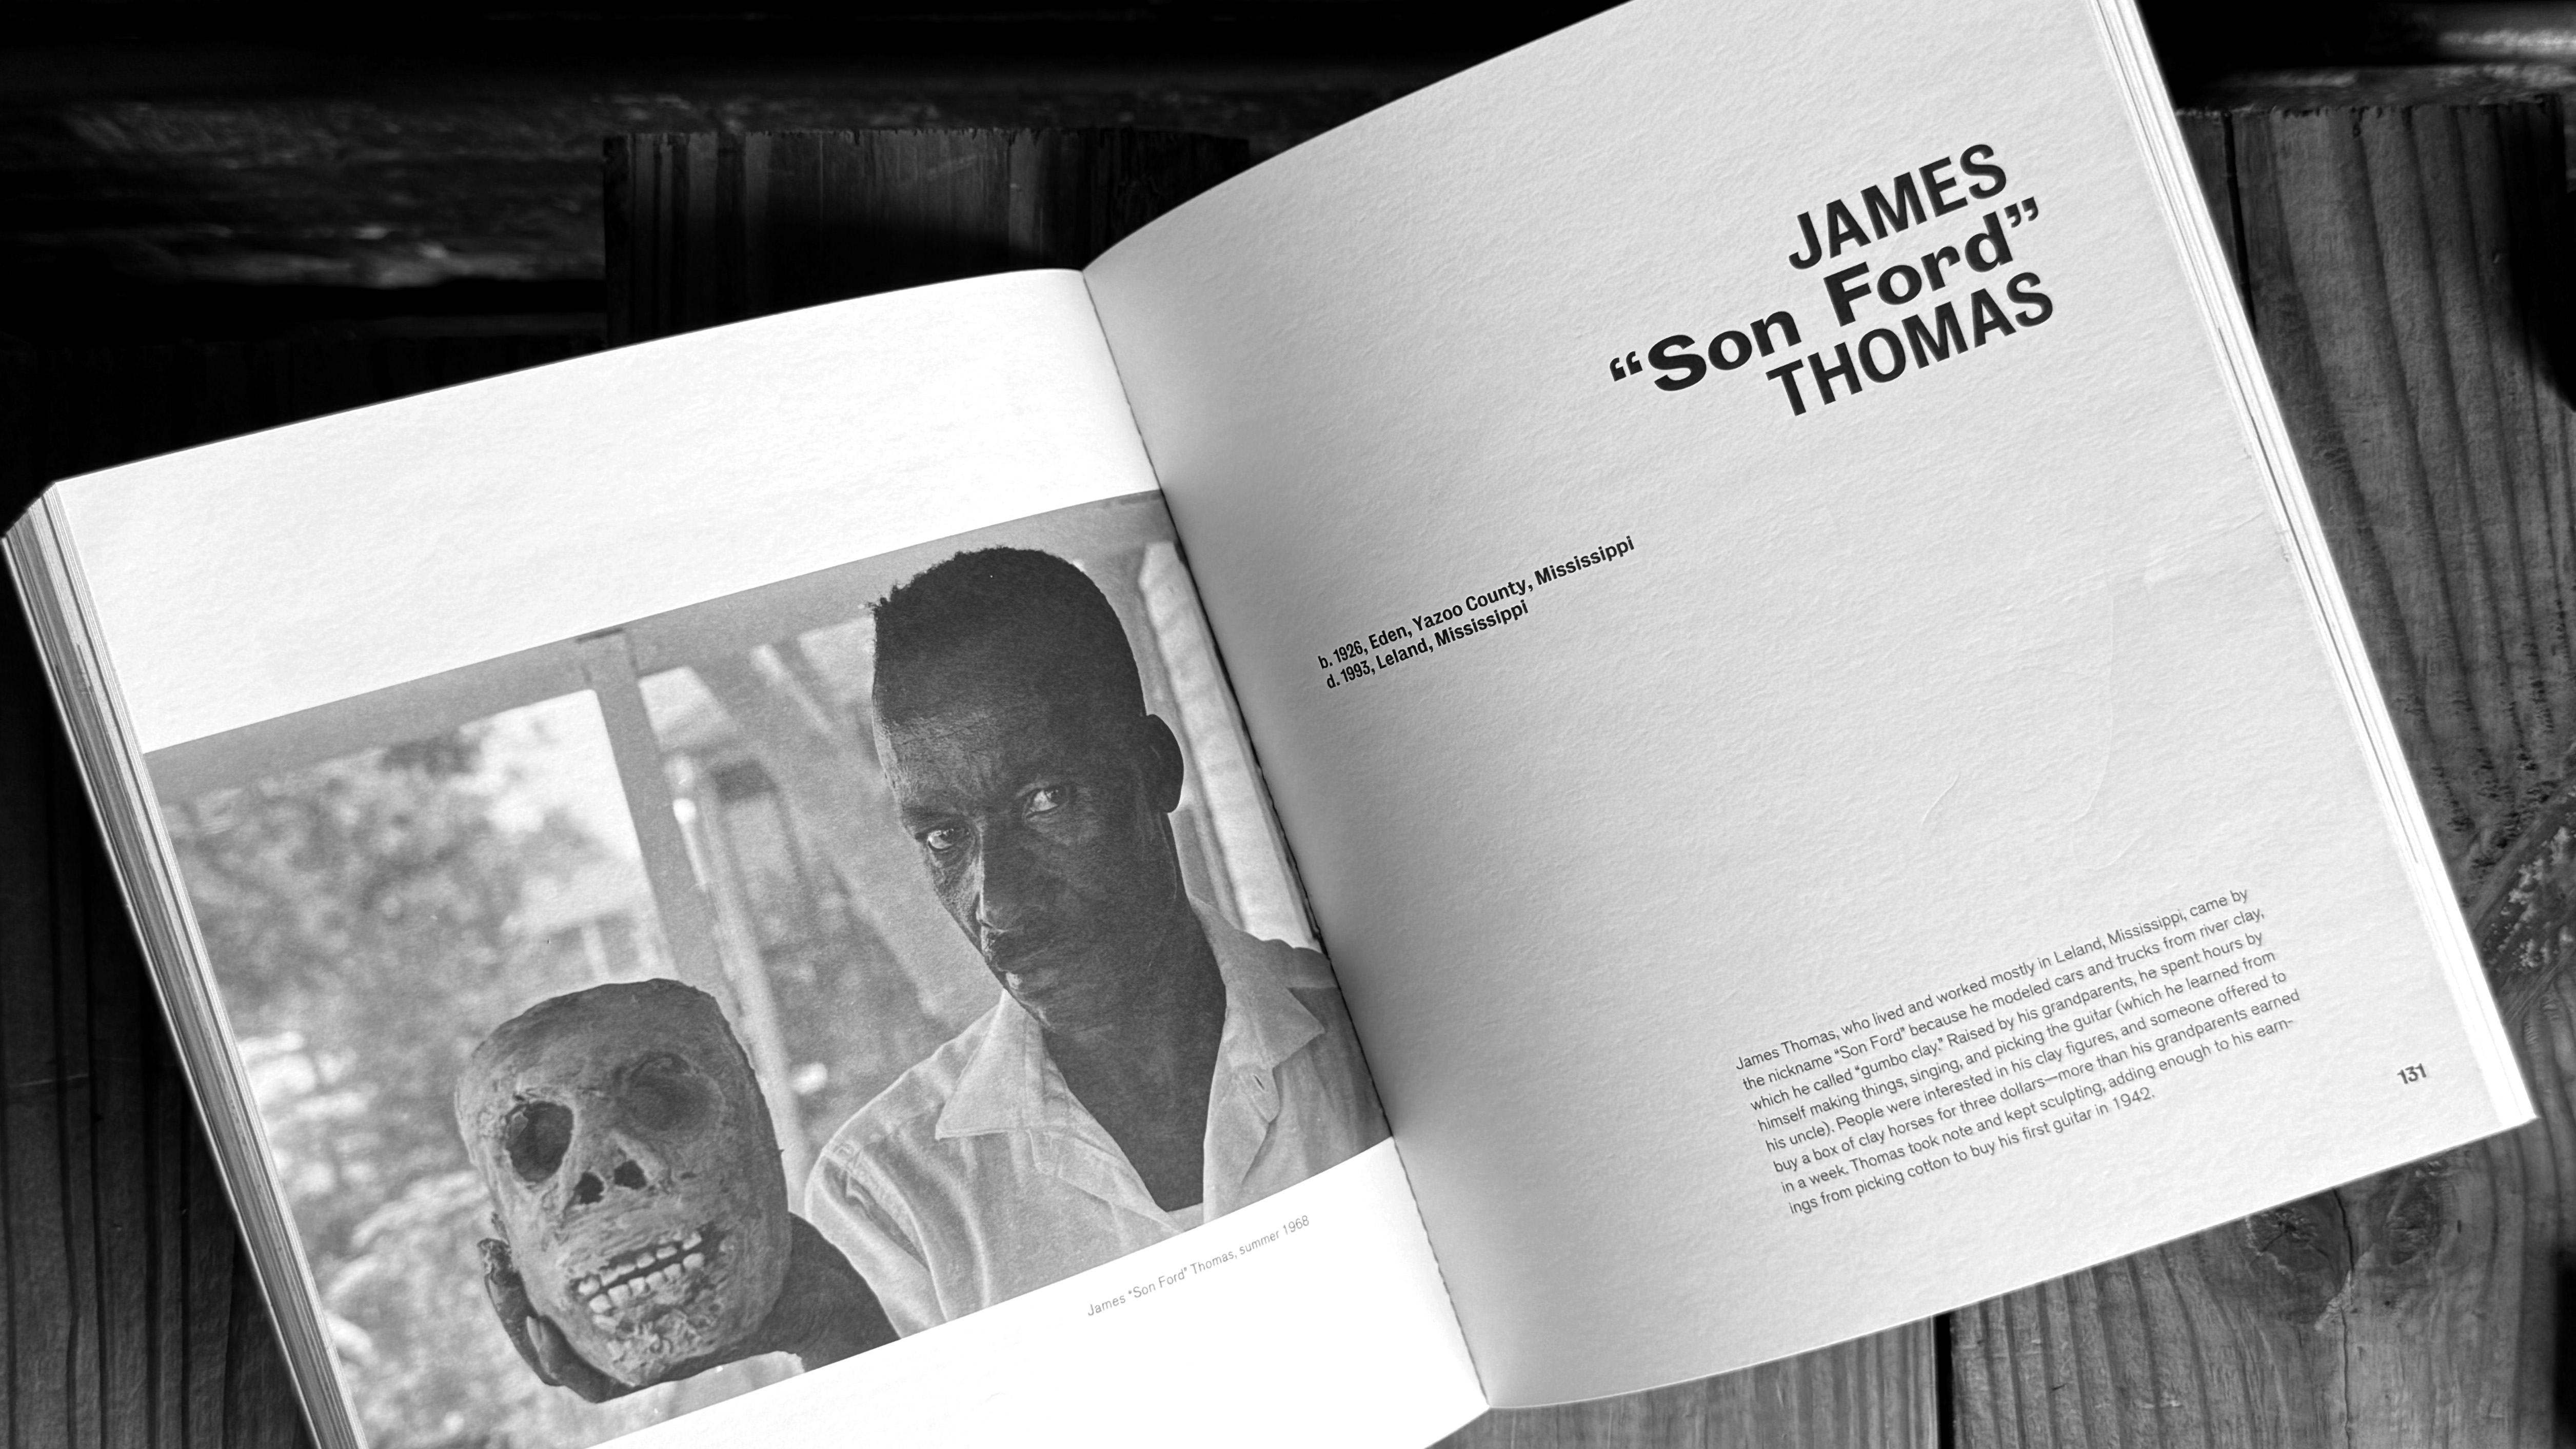 James “Son Ford” Thomas, summer 1968
JAMES
“Son Ford”
THOMAS
b. 1926, Eden, Yazoo County, Mississippi
d. 1993, Leland, Mississippi
James Thomas, who lived and worked mostly in Leland, Mississippi, came by
the nickname “Son Ford” because he modeled cars and trucks from river clay,
which he called “gumbo clay.” Raised by his grandparents, he spent hours by
himself making things, singing, and picking the guitar (which he learned from
his uncle). People were interested in his clay figures, and someone offered to
buy a box of clay horses for three dollars—more than his grandparents earned
in a week. Thomas took note and kept sculpting, adding enough to his earn-
ings from picking cotton to buy his first guitar in 1942.
131